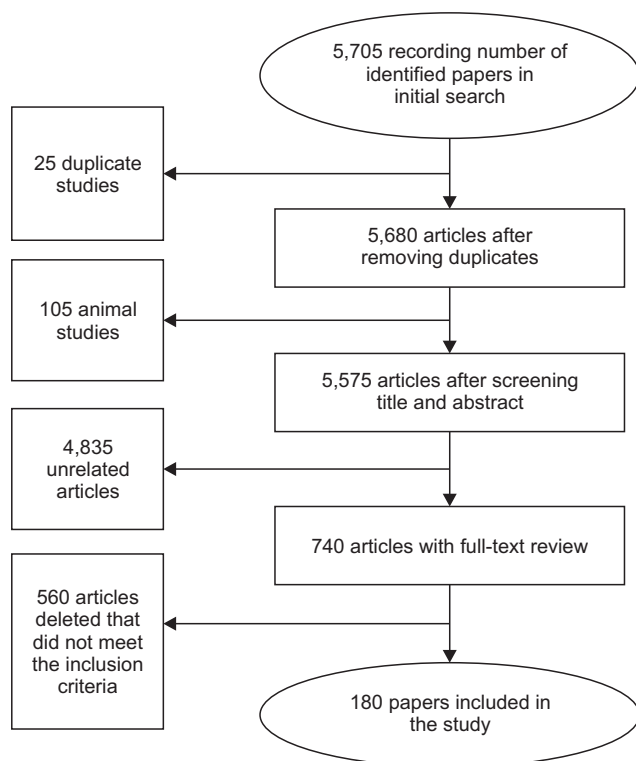 5,705 recording number of
identified papers in
initial search
25 duplicate
studies
5,680 articles after
removing duplicates
105 animal
studies
5,575 articles after screening
title and abstract
4,835
unrelated
articles
740 articles with full-text review
560 articles
deleted that
did not meet
the inclusion
criteria
180 papers included in
the study